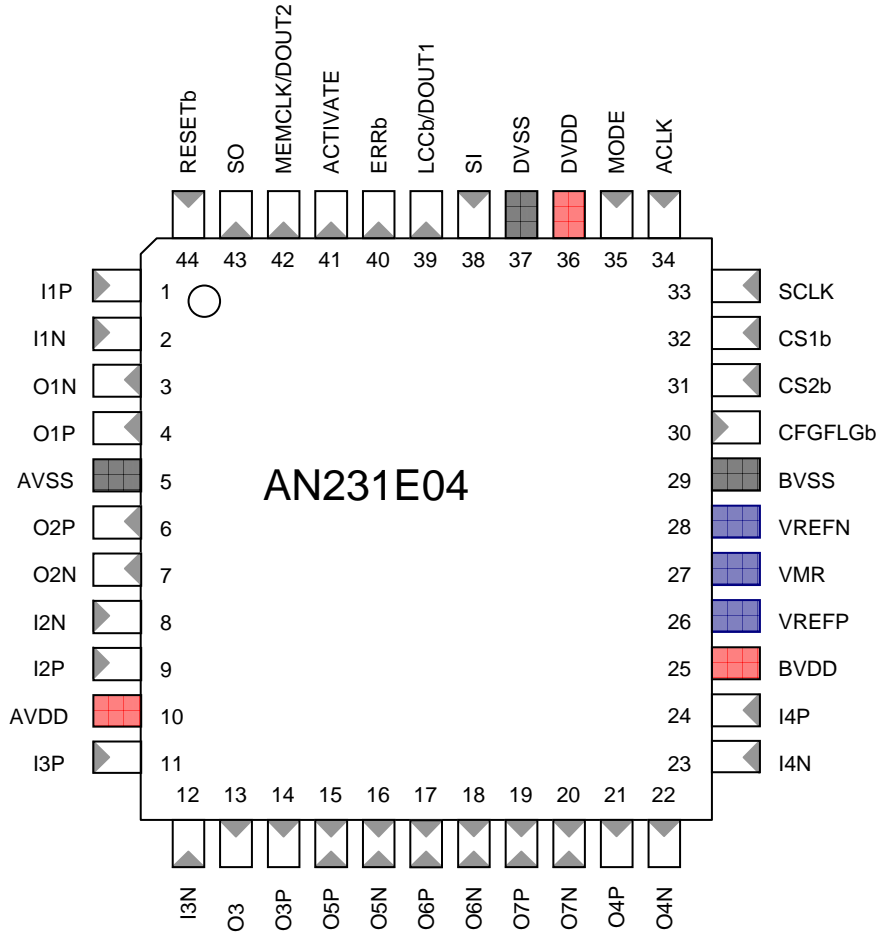 RESETb
SO
MEMCLK/DOUT2
ACTIVATE
ERRb
LCCb/DOUT1
SI
DVSS
DVDD
MODE
ACLK
44 43 42 41 40 39 38 37 36 35 34
I1P 1 33 SCLK
I1N 2 32 CS1b
O1N 3 31 CS2b
O1P 4 30 CFGFLGb
AVSS 5 AN231E04 29 BVSS
O2P 6 28 VREFN
O2N 7 27 VMR
I2N 8 26 VREFP
I2P 9 25 BVDD
AVDD 10 24 I4P
I3P 11 23 I4N
12 13 14 15 16 17 18 19 20 21 22
I3N
O3
O3P
O5P
O5N
O6P
O6N
O7P
O7N
O4P
O4N